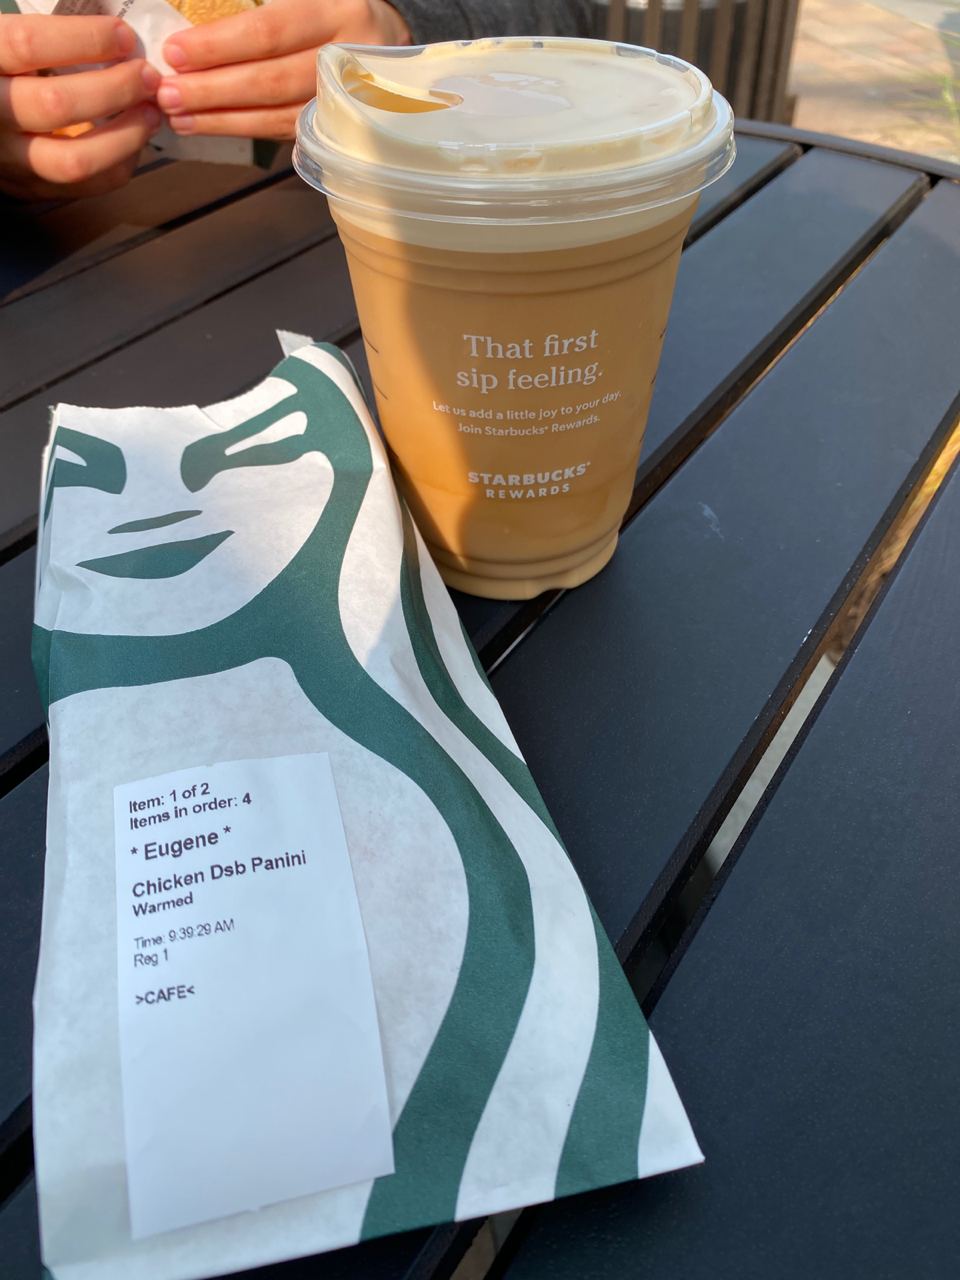 That first
sip feeling.
Let us add a little joy to your day.
Join Starbucks® Rewards.
STARBUCKS®
REWARDS
Item: 1 of 2
Items in order: 4
* Eugene *
Chicken Dsb Panini
Warmed
Time: 9:39:29 AM
Reg 1
>CAFE<